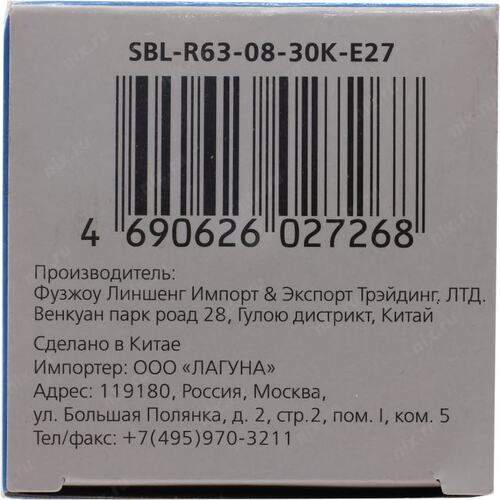 SBL-R63-08-30K-E27
4 690626 027268
Производитель:
Фузжоу Линшенг Импорт & Экспорт Трэйдинг, ЛТД.
Венкуан парк роад 28, Гулою дистрикт, Китай
Сделано в Китае
Импортер: ООО «ЛАГУНА»
Адрес: 119180, Россия, Москва,
ул. Большая Полянка, д. 2, стр.2, пом. I, ком. 5
Тел/факс: +7(495)970-3211